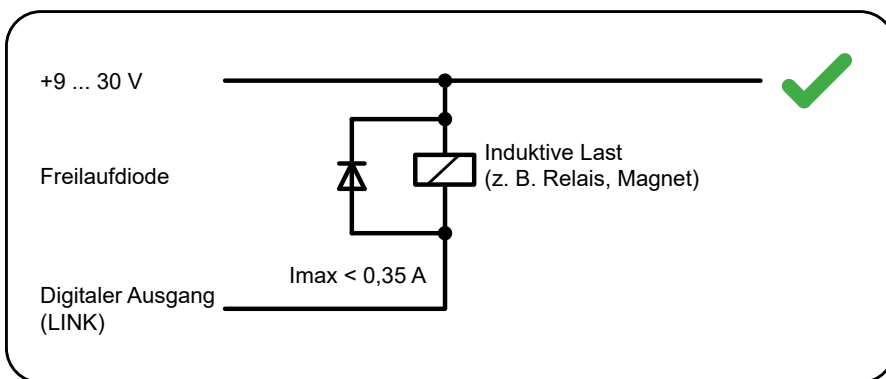 +9 ... 30 V
Freilaufdiode
Induktive Last
(z. B. Relais, Magnet)
Imax < 0,35 A
Digitaler Ausgang
(LINK)